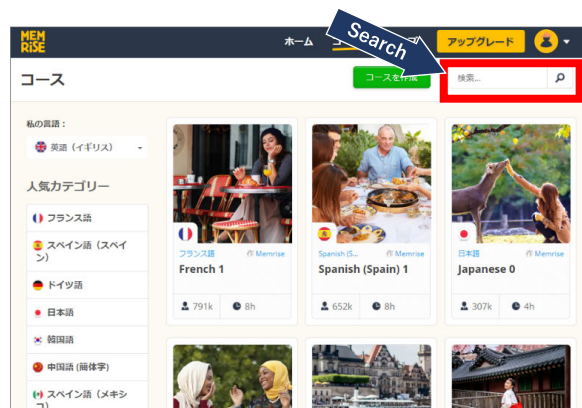 MEM
RiSE
ホーム
アップグレード
Search
コース
コースを作成
検索...
私の言語：
英語（イギリス）
人気カテゴリー
フランス語
スペイン語（スペイ
ン）
ドイツ語
日本語
韓国語
中国語 (簡体字)
スペイン語（メキシ
フランス語
Memrise
French 1
791k
8h
Spanish (S...
Memrise
Spanish (Spain) 1
652k
8h
日本語
Memrise
Japanese 0
307k
4h